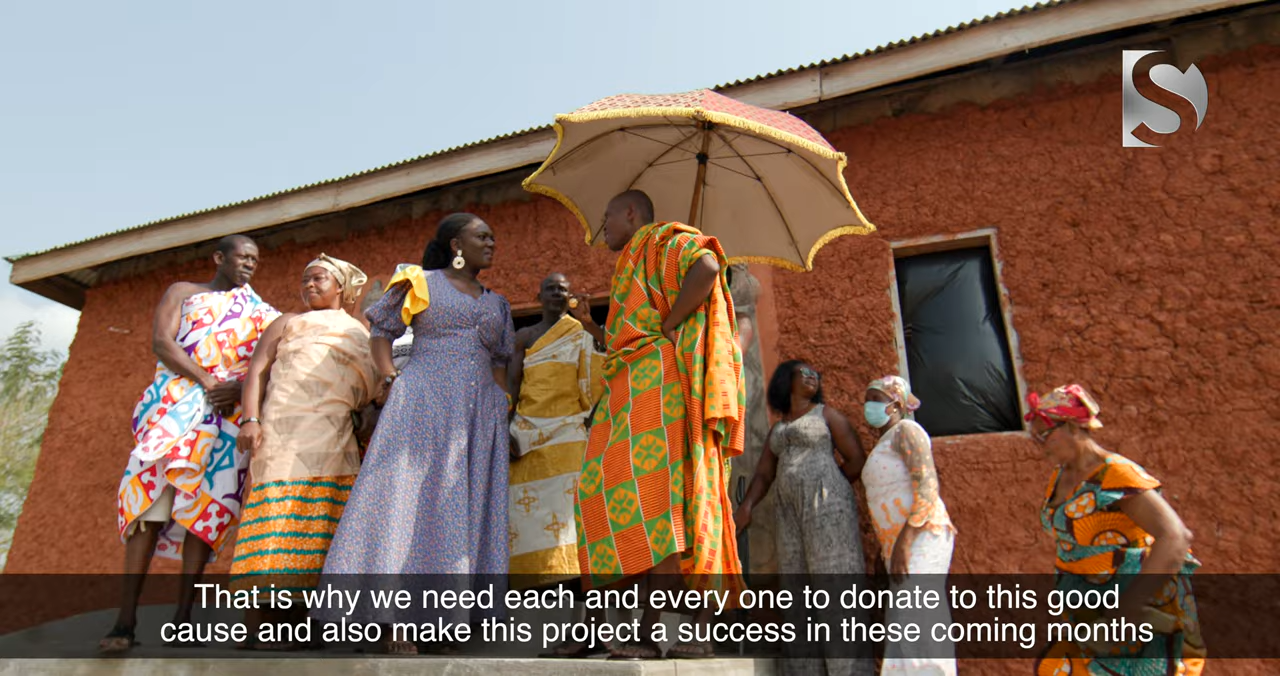 S
That is why we need each and every one to donate to this good
cause and also make this project a success in these coming months